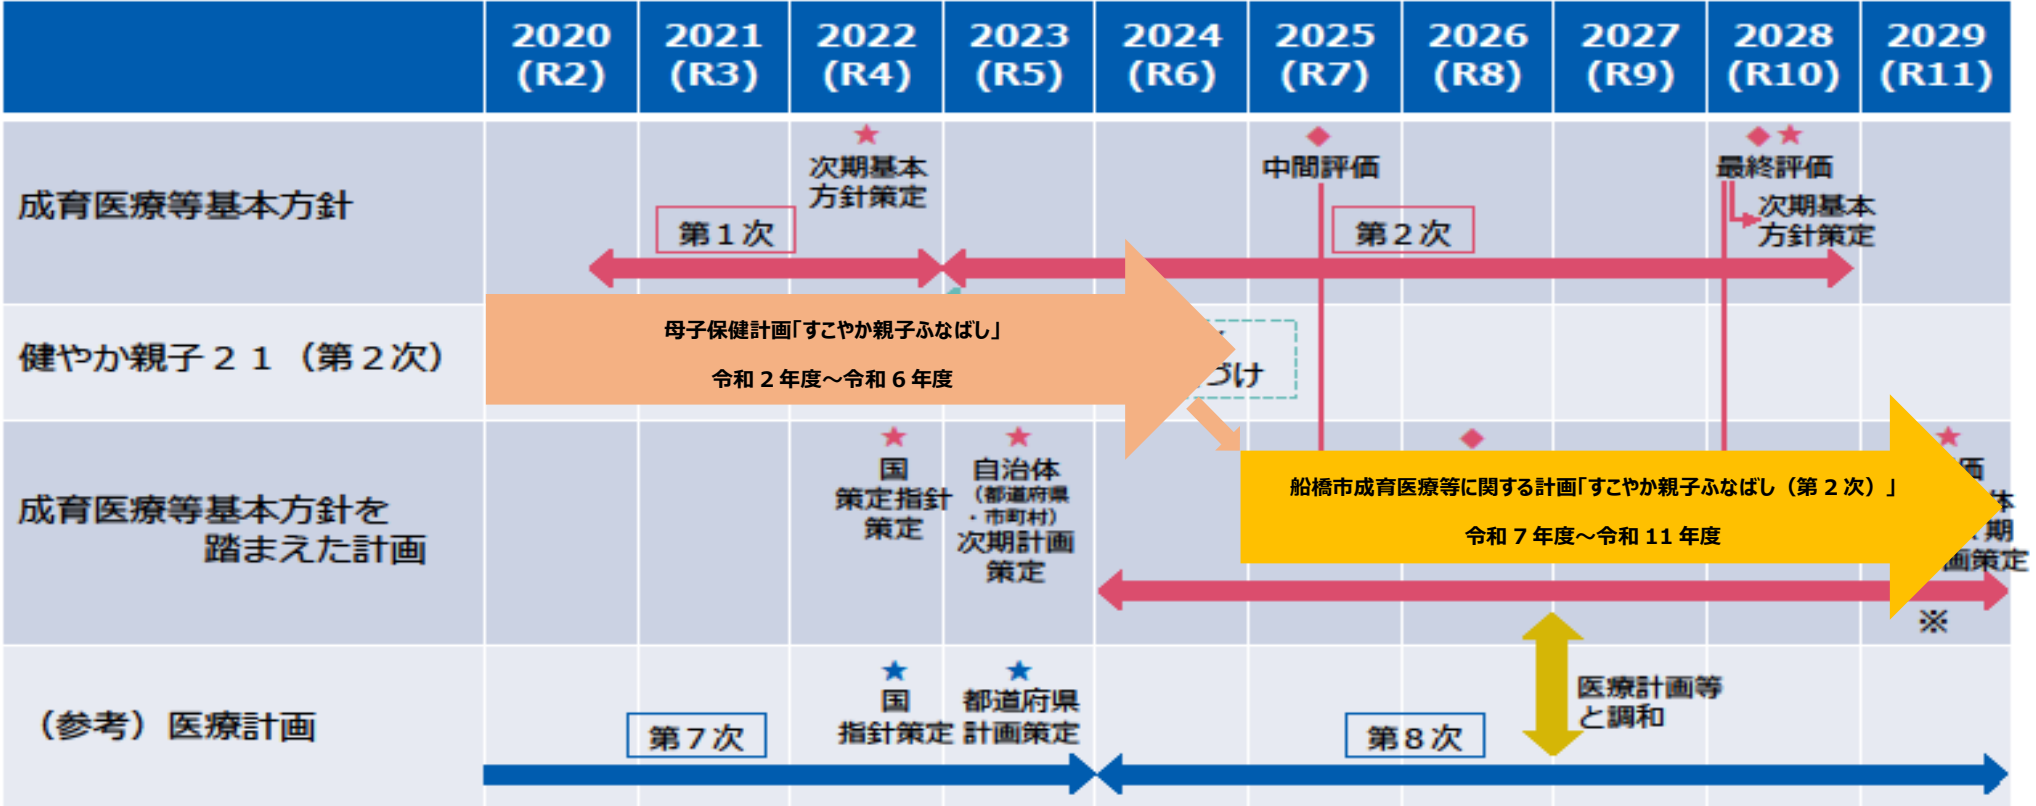 2020 2021 2022 2023 2024 2025 2026 2027 2028 2029
(R2) (R3) (R4) (R5) (R6) (R7) (R8) (R9) (R10) (R11)
成育医療等基本方針
★
次期基本
方針策定
◆
中間評価
◆★
最終評価
次期基本
方針策定
第１次
第２次
健やか親子２１（第２次）
母子保健計画「すこやか親子ふなばし」
令和２年度～令和６年度
づけ
成育医療等基本方針を
踏まえた計画
★
国
策定指針
策定
★
自治体
（都道府県
・市町村）
次期計画
策定
◆
船橋市成育医療等に関する計画「すこやか親子ふなばし（第２次）」
令和７年度～令和11年度
★
期
画策定
※
（参考）医療計画
★
国
指針策定
★
都道府県
計画策定
第７次
第８次
医療計画等
と調和